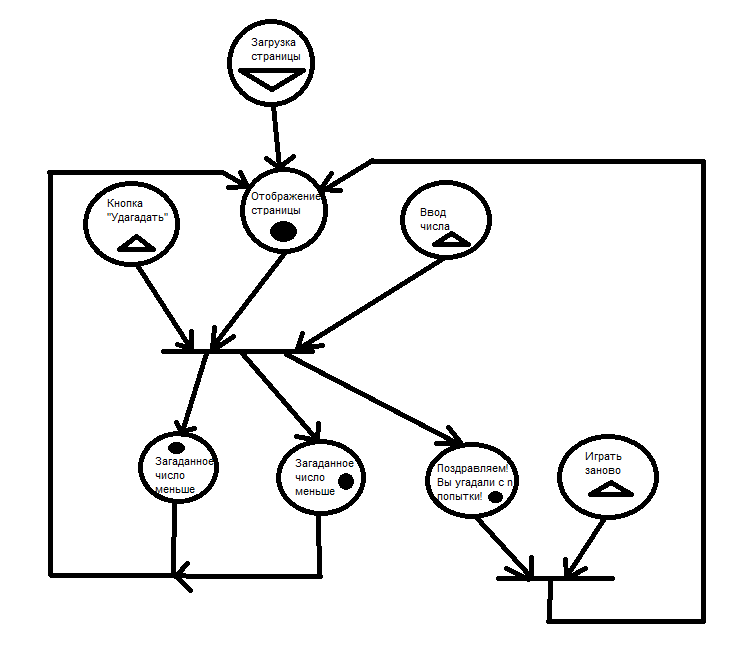 Загрузка
страницы
Кнопка
"Удагадать"
Отображение
страницы
Ввод
числа
Загаданное
число
меньше
Загаданное
число
меньше
Поздравляем!
Вы угадали с n
попытки!
Играть
заново